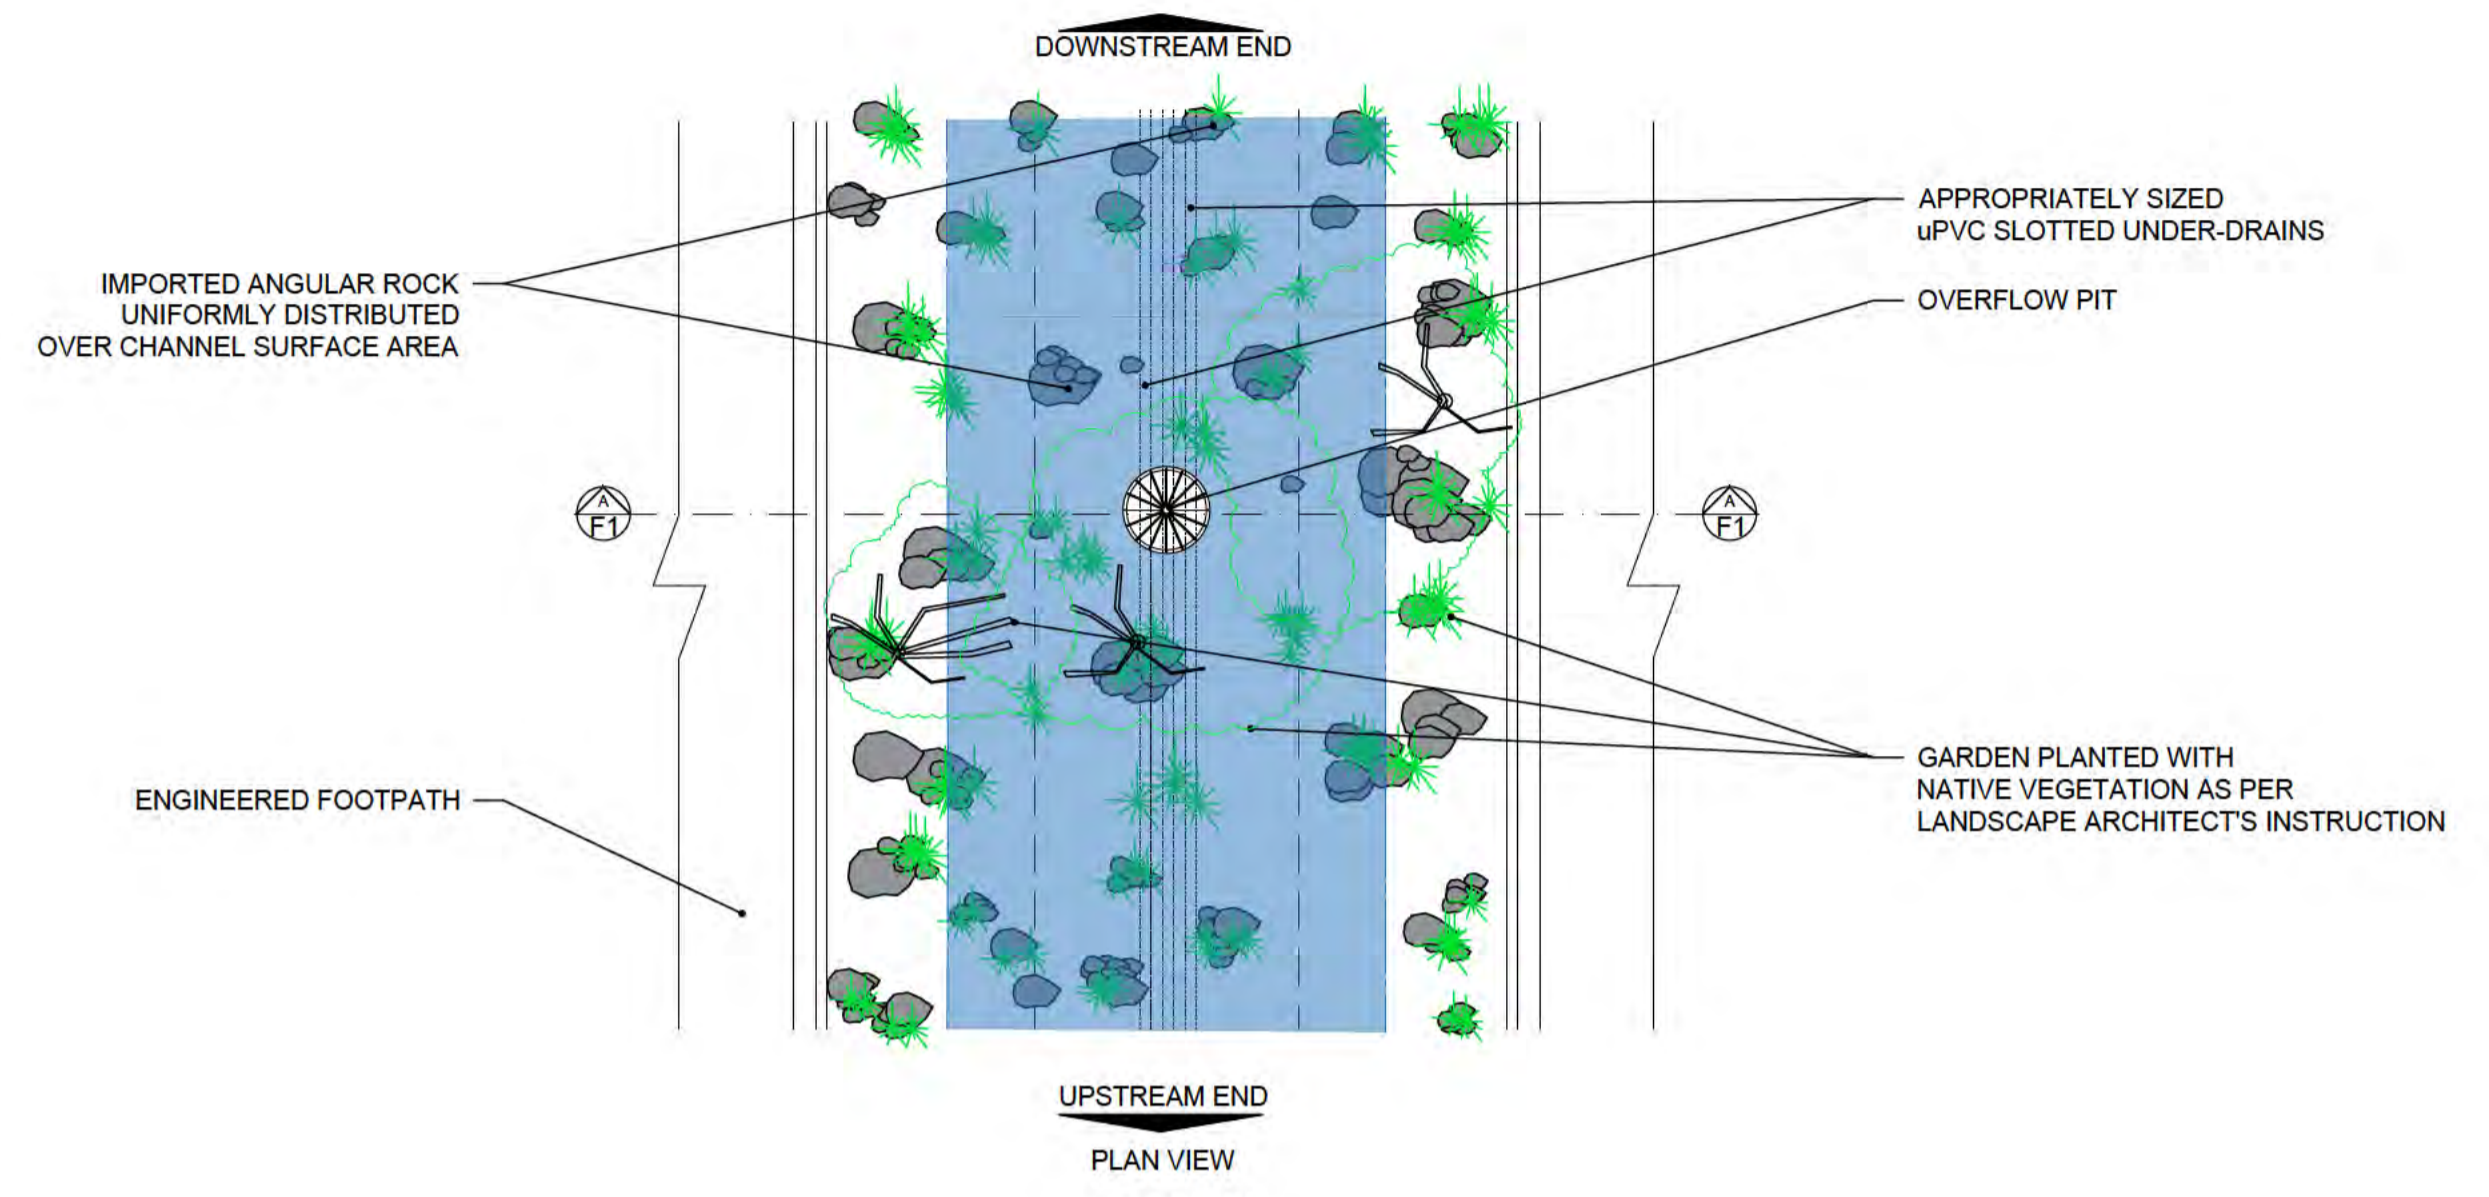 DOWNSTREAM END
IMPORTED ANGULAR ROCK
UNIFORMLY DISTRIBUTED
OVER CHANNEL SURFACE AREA
APPROPRIATELY SIZED
uPVC SLOTTED UNDER-DRAINS
OVERFLOW PIT
A
F1
A
F1
ENGINEERED FOOTPATH
GARDEN PLANTED WITH
NATIVE VEGETATION AS PER
LANDSCAPE ARCHITECT'S INSTRUCTION
UPSTREAM END
PLAN VIEW